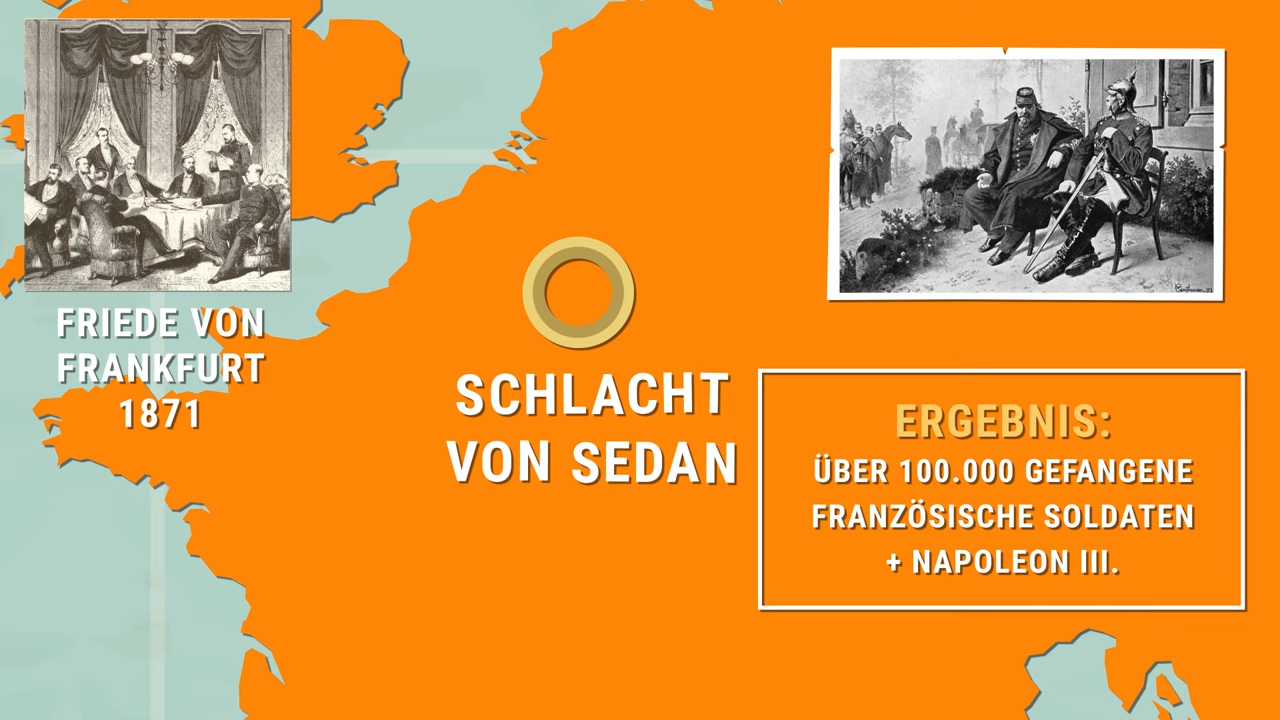 FRIEDE VON
FRANKFURT
1871
SCHLACHT
VON SEDAN
ERGEBNIS:
ÜBER 100.000 GEFANGENE
FRANZÖSISCHE SOLDATEN
+ NAPOLEON III.